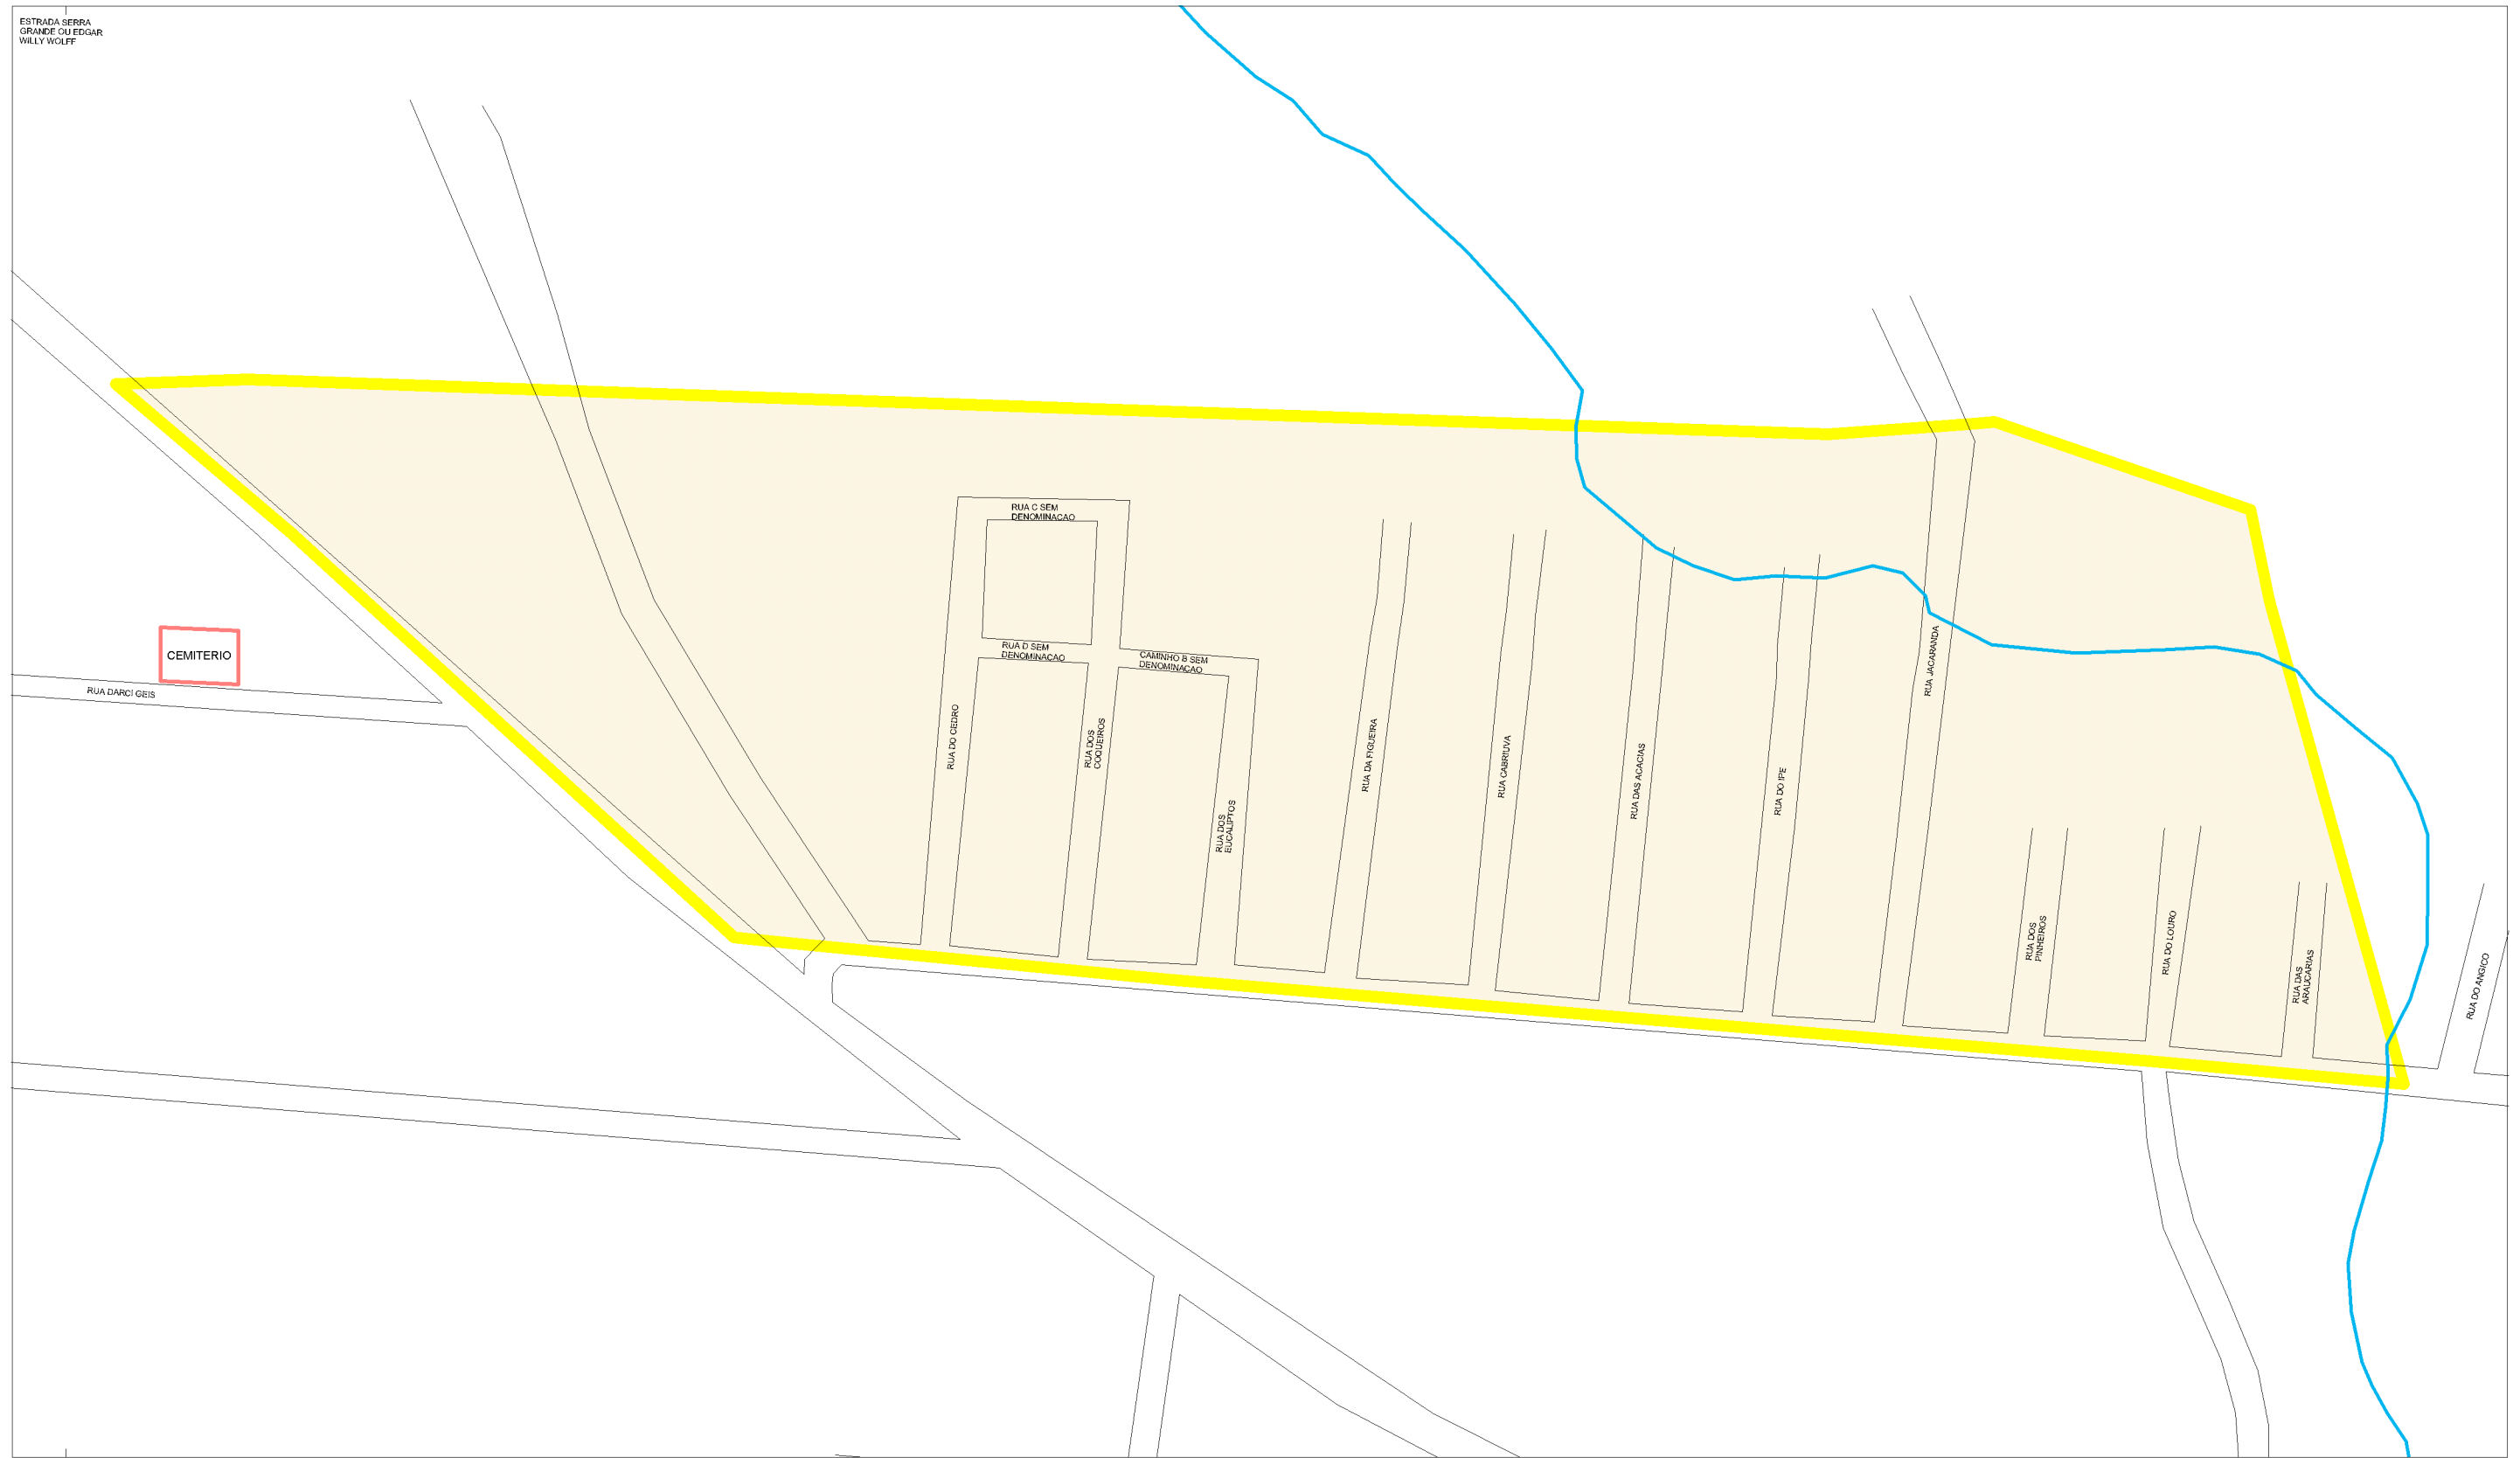 ESTRADA SERRA
GRANDE OU EDGAR
WILLY WOLFF
RUA C SEM
DENOMINACAO
RUA D SEM
DENOMINACAO
CAMINHO B SEM
DENOMINACAO
CEMITERIO
RUA DARCI GEIS
RUA DO CEDRO
RUA DOS
COQUEIROS
RUA DOS
EUCALIPTOS
RUA DA FIGUEIRA
RUA CABRIUVA
RUA DAS ACACIAS
RUA DO IPE
RUA JACARANDA
RUA DOS
PINHEIROS
RUA DO LOURO
RUA DAS
ARAUCARIAS
RUA DO ANGICO